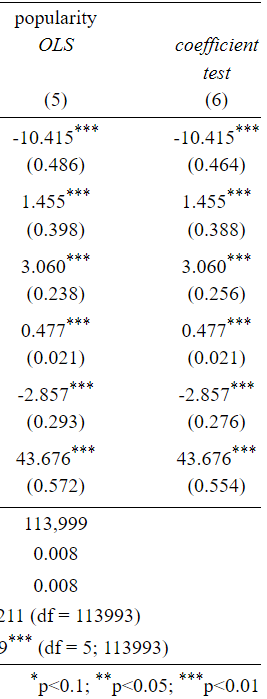 popularity
OLS coefficient
test
(5) (6)
-10.415*** -10.415***
(0.486) (0.464)
1.455*** 1.455***
(0.398) (0.388)
3.060*** 3.060***
(0.238) (0.256)
0.477*** 0.477***
(0.021) (0.021)
-2.857*** -2.857***
(0.293) (0.276)
43.676*** 43.676***
(0.572) (0.554)
113,999
0.008
0.008
211 (df = 113993)
9*** (df = 5; 113993)
*p<0.1; **p<0.05; ***p<0.01